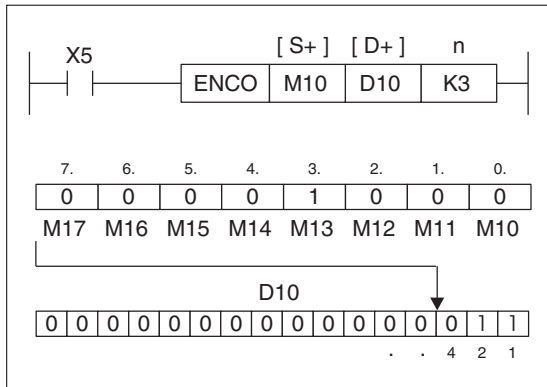 [ S+ ] [ D+ ] n
X5
ENCO M10 D10 K3
7. 6. 5. 4. 3. 2. 1. 0.
0 0 0 0 1 0 0 0
M17 M16 M15 M14 M13 M12 M11 M10
D10
0 0 0 0 0 0 0 0 0 0 0 0 0 0 1 1
. . 4 2 1